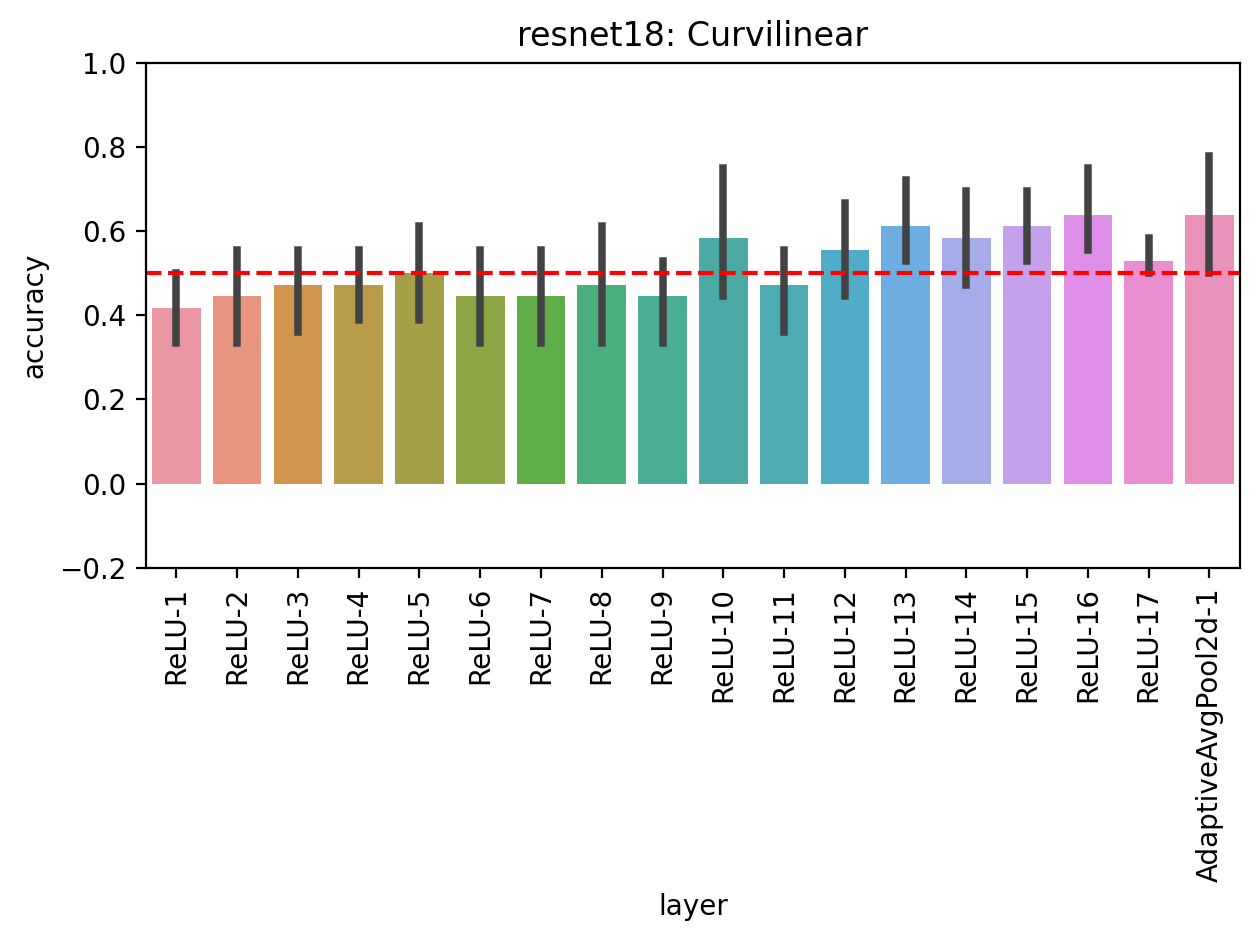 resnet18: Curvilinear
1.0
0.8
0.6
0.4
0.2
0.0
−0.2
accuracy
ReLU-1
ReLU-2
ReLU-3
ReLU-4
ReLU-5
ReLU-6
ReLU-7
ReLU-8
ReLU-9
ReLU-10
ReLU-11
ReLU-12
ReLU-13
ReLU-14
ReLU-15
ReLU-16
ReLU-17
AdaptiveAvgPool2d-1
layer